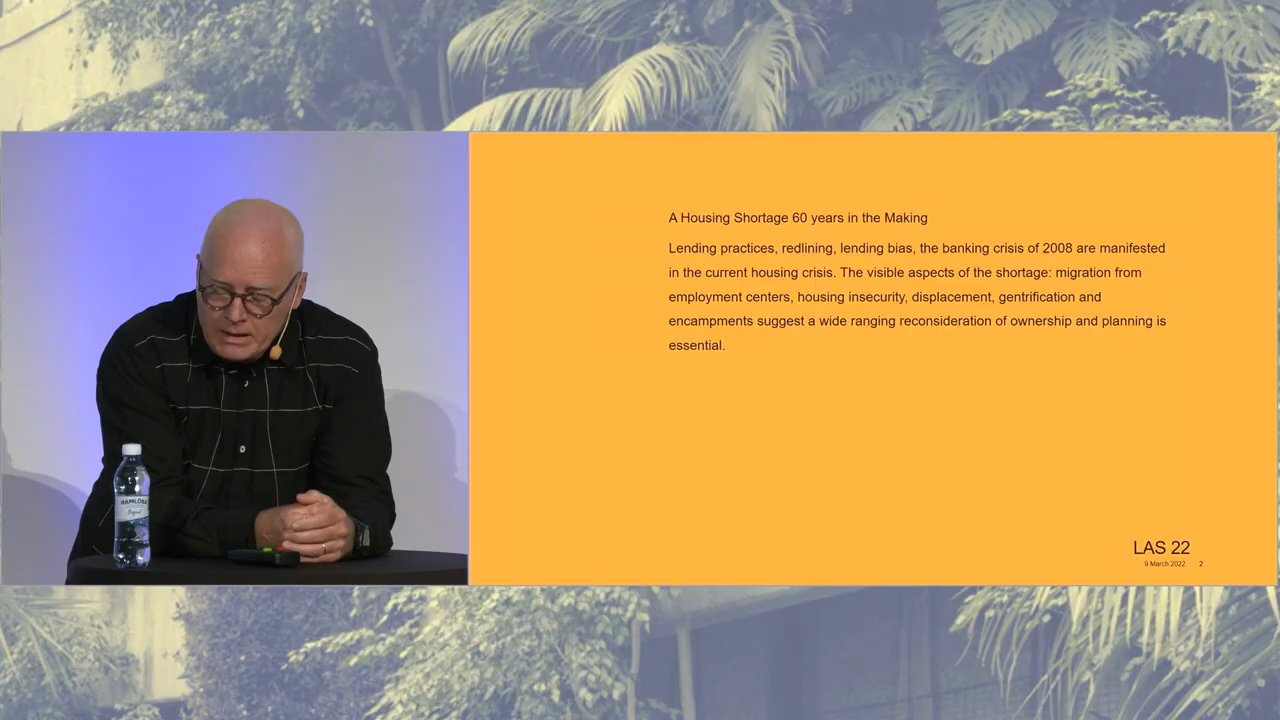 A Housing Shortage 60 years in the Making
Lending practices, redlining, lending bias, the banking crisis of 2008 are manifested
in the current housing crisis. The visible aspects of the shortage: migration from
employment centers, housing insecurity, displacement, gentrification and
encampments suggest a wide ranging reconsideration of ownership and planning is
essential.
RAMLÖSA
Original
LAS 22
9 March 2022 2